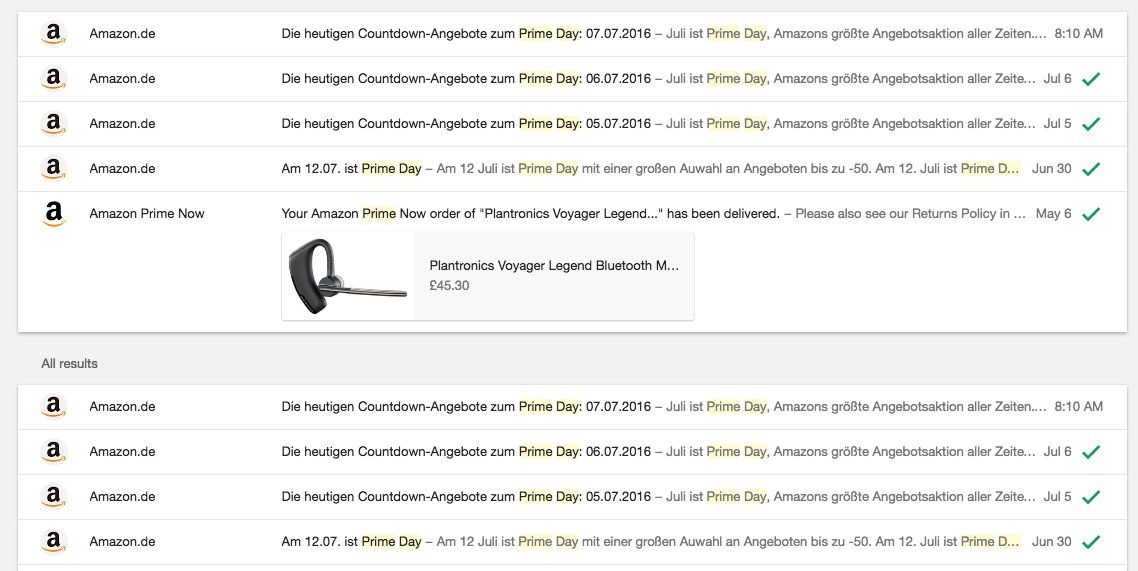 Amazon.de Die heutigen Countdown-Angebote zum Prime Day: 07.07.2016 – Juli ist Prime Day, Amazons größte Angebotsaktion aller Zeiten.... 8:10 AM
Amazon.de Die heutigen Countdown-Angebote zum Prime Day: 06.07.2016 – Juli ist Prime Day, Amazons größte Angebotsaktion aller Zeite... Jul 6
Amazon.de Die heutigen Countdown-Angebote zum Prime Day: 05.07.2016 – Juli ist Prime Day, Amazons größte Angebotsaktion aller Zeite... Jul 5
Amazon.de Am 12.07. ist Prime Day – Am 12 Juli ist Prime Day mit einer großen Auwahl an Angeboten bis zu -50. Am 12. Juli ist Prime D... Jun 30
Amazon Prime Now Your Amazon Prime Now order of "Plantronics Voyager Legend..." has been delivered. – Please also see our Returns Policy in ... May 6
Plantronics Voyager Legend Bluetooth M...
£45.30
All results
Amazon.de Die heutigen Countdown-Angebote zum Prime Day: 07.07.2016 – Juli ist Prime Day, Amazons größte Angebotsaktion aller Zeiten.... 8:10 AM
Amazon.de Die heutigen Countdown-Angebote zum Prime Day: 06.07.2016 – Juli ist Prime Day, Amazons größte Angebotsaktion aller Zeite... Jul 6
Amazon.de Die heutigen Countdown-Angebote zum Prime Day: 05.07.2016 – Juli ist Prime Day, Amazons größte Angebotsaktion aller Zeite... Jul 5
Amazon.de Am 12.07. ist Prime Day – Am 12 Juli ist Prime Day mit einer großen Auwahl an Angeboten bis zu -50. Am 12. Juli ist Prime D... Jun 30